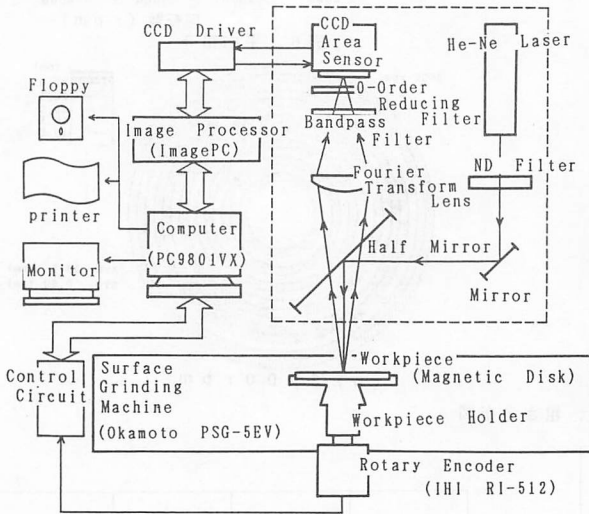 CCD Driver
CCD
Area
Sensor
He-Ne Laser
Floppy
0-Order
Reducing
Filter
Image Processor
(ImagePC)
Bandpass
Filter
ND Filter
Fourier
Transform
Lens
printer
Computer
(PC9801VX)
Half Mirror
Monitor
Mirror
Control
Circuit
Surface
Grinding
Machine
(Okamoto PSG-5EV)
Workpiece
(Magnetic Disk)
Workpiece Holder
Rotary Encoder
(IHI RI-512)